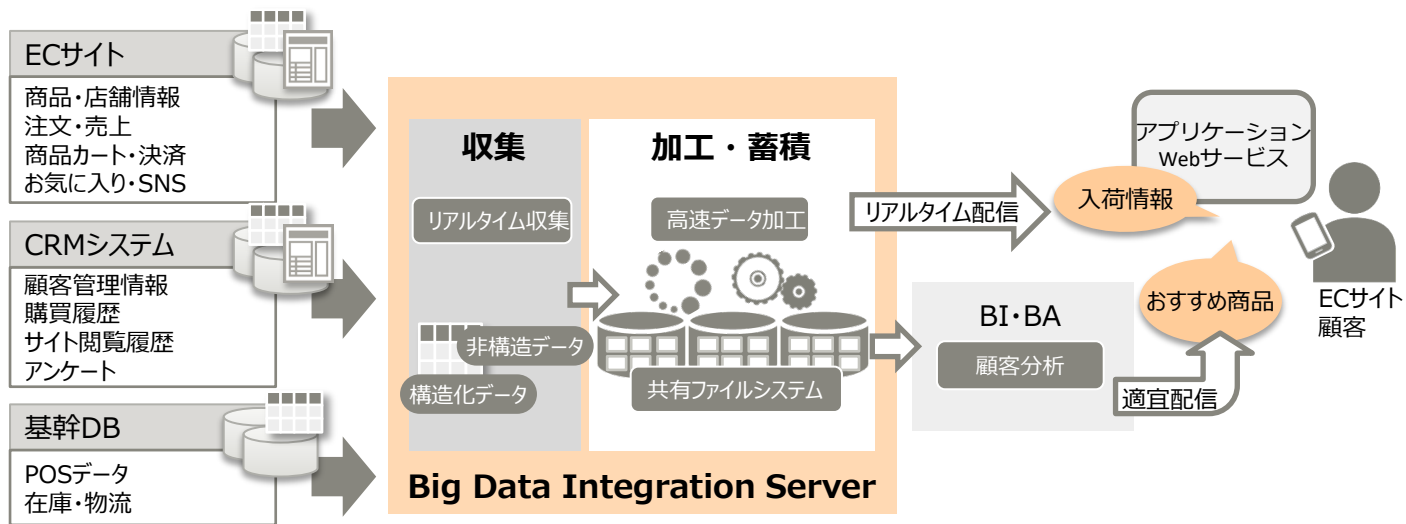 ECサイト
商品・店舗情報
注文・売上
商品カート・決済
お気に入り・SNS
CRMシステム
顧客管理情報
購買履歴
サイト閲覧履歴
アンケート
基幹DB
POSデータ
在庫・物流
収集
リアルタイム収集
非構造データ
構造化データ
加工・蓄積
高速データ加工
共有ファイルシステム
Big Data Integration Server
リアルタイム配信
BI・BA
顧客分析
適宜配信
アプリケーション
Webサービス
入荷情報
おすすめ商品
ECサイト
顧客